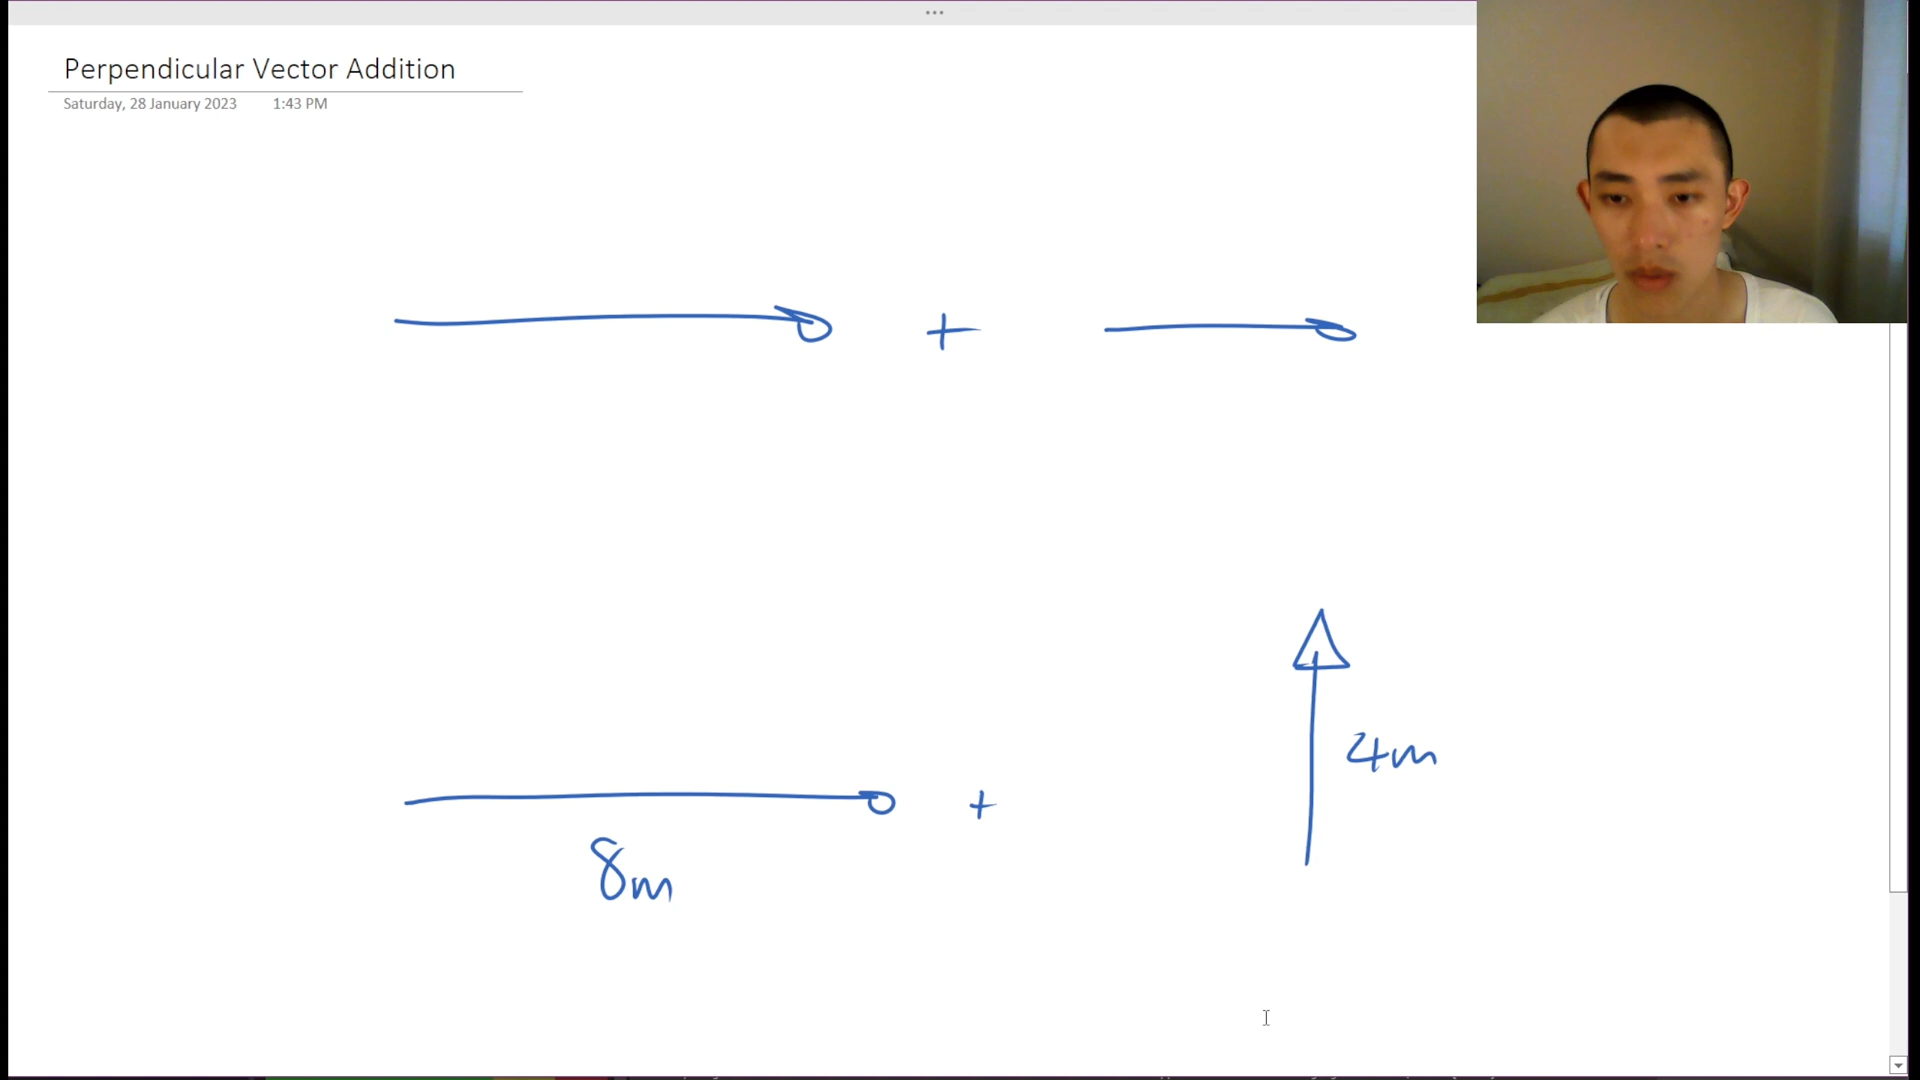 Perpendicular Vector Addition
Saturday, 28 January 2023 1:43 PM
+
4m
+
8m